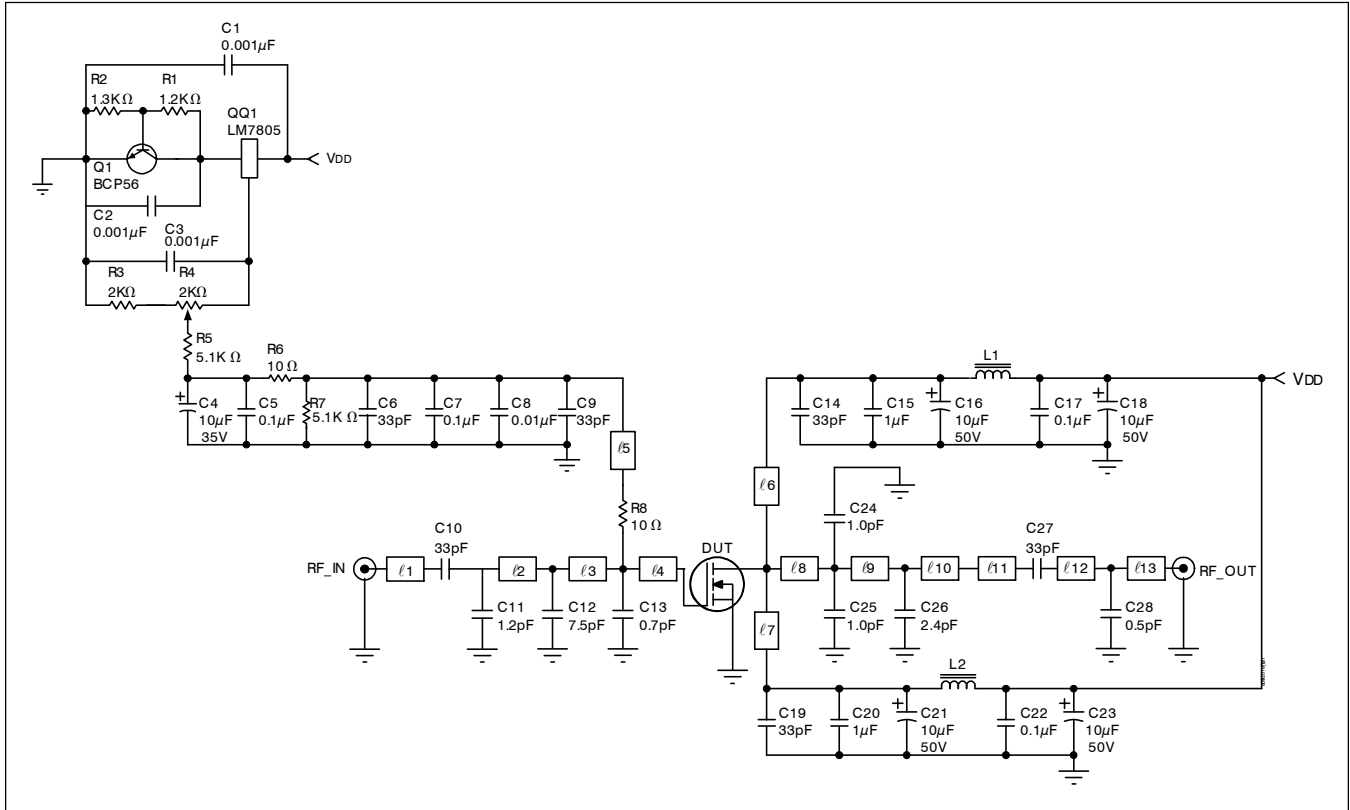 C1
0.001µF
R2
1.3KΩ
R1
1.2KΩ
QQ1
LM7805
VDD
Q1
BCP56
C2
0.001µF
C3
0.001µF
R3
2KΩ
R4
2KΩ
R5
5.1K Ω
R6
10 Ω
C4
10µF
35V
C5
0.1µF
R7
5.1K Ω
C6
33pF
C7
0.1µF
C8
0.01µF
C9
33pF
ℓ5
R8
10 Ω
L1
VDD
C14
33pF
C15
1µF
C16
10µF
50V
C17
0.1µF
C18
10µF
50V
ℓ6
C24
1.0pF
RF_IN
ℓ1
C10
33pF
ℓ2
ℓ3
ℓ4
DUT
ℓ8
ℓ9
ℓ10
ℓ11
C27
33pF
ℓ12
ℓ13
RF_OUT
C11
1.2pF
C12
7.5pF
C13
0.7pF
ℓ7
C25
1.0pF
C26
2.4pF
C28
0.5pF
L2
C19
33pF
C20
1µF
C21
10µF
50V
C22
0.1µF
C23
10µF
50V